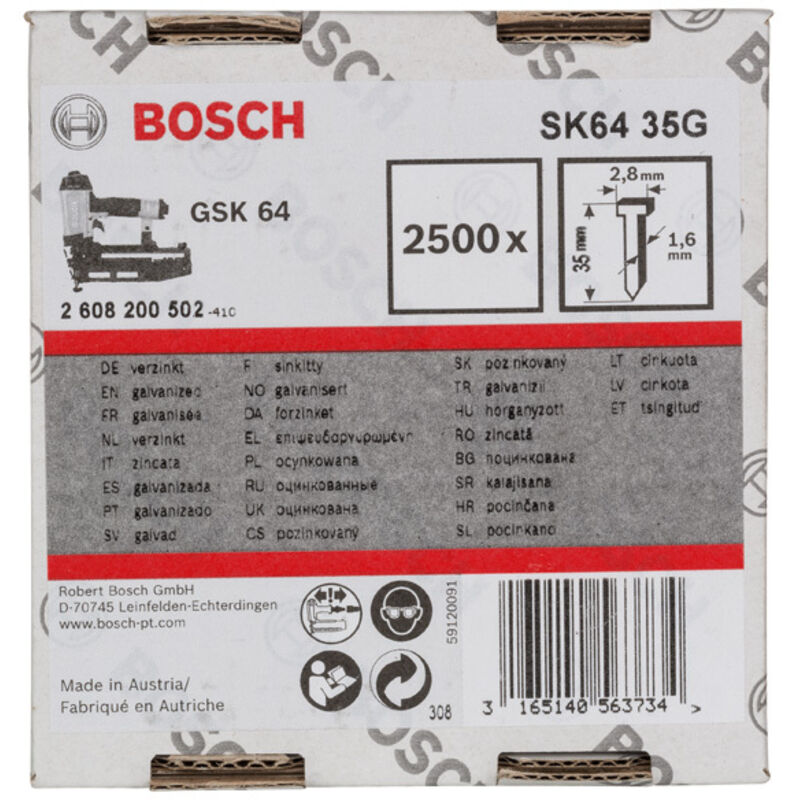 BOSCH
SK64 35G
GSK 64
2 608 200 502 -410
2500 x
2,8 mm
35 mm
1,6 mm
DE verzinkt
EN galvanized
FR galvanisée
NL verzinkt
IT zincata
ES galvanizada
PT galvanizado
SV galvad
F sinkitty
NO galvanisert
DA forzinket
EL επιψευδαργυρωμένη
PL ocynkowana
RU оцинкованные
UK оцинкована
CS pozinkovaný
SK pozinkovaný
TR galvanizli
HU horganyzott
RO zincată
BG поцинкована
SR kalajisana
HR pocinčana
SL pocinkano
LT cinkuota
LV cinkota
ET tsingitud
Robert Bosch GmbH
D-70745 Leinfelden-Echterdingen
www.bosch-pt.com
Made in Austria/
Fabriqué en Autriche
59120091
308
3 165140 563734 >